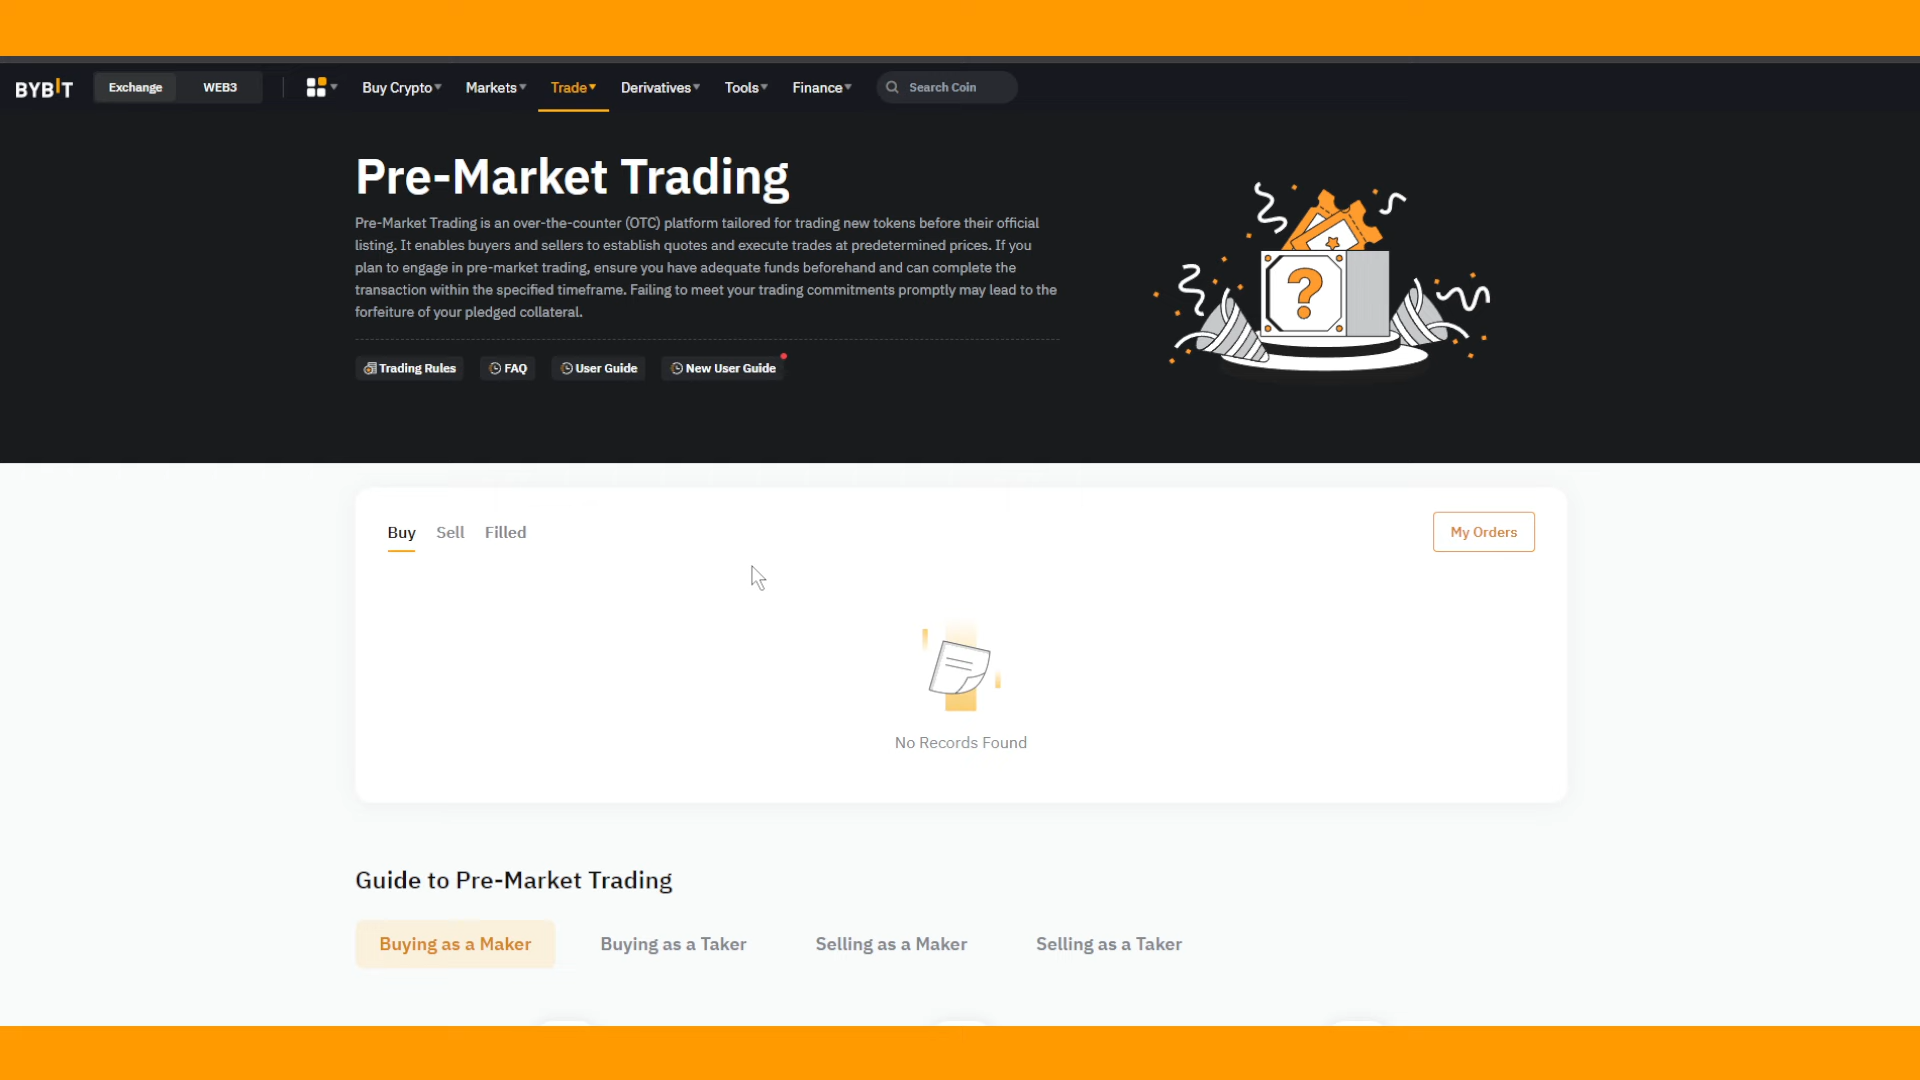 BYBIT Exchange WEB3 Buy Crypto Markets Trade Derivatives Tools Finance Search Coin
Pre-Market Trading
Pre-Market Trading is an over-the-counter (OTC) platform tailored for trading new tokens before their official
listing. It enables buyers and sellers to establish quotes and execute trades at predetermined prices. If you
plan to engage in pre-market trading, ensure you have adequate funds beforehand and can complete the
transaction within the specified timeframe. Failing to meet your trading commitments promptly may lead to the
forfeiture of your pledged collateral.
?
Trading Rules FAQ User Guide New User Guide
Buy Sell Filled My Orders
No Records Found
Guide to Pre-Market Trading
Buying as a Maker Buying as a Taker Selling as a Maker Selling as a Taker